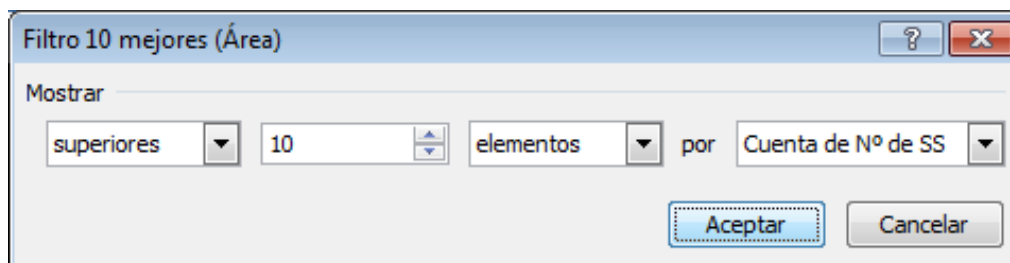 Filtro 10 mejores (Área)
Mostrar
superiores 10 elementos por Cuenta de Nº de SS
Aceptar Cancelar